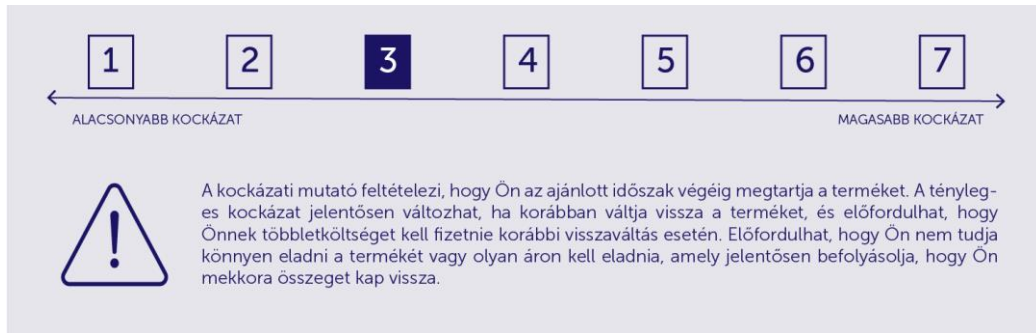 1 2 3 4 5 6 7
ALACSONYABB KOCKÁZAT MAGASABB KOCKÁZAT
A kockázati mutató feltételezi, hogy Ön az ajánlott időszak végéig megtartja a terméket. A tényleg-
es kockázat jelentősen változhat, ha korábban váltja vissza a terméket, és előfordulhat, hogy
Önnek többletköltséget kell fizetnie korábbi visszaváltás esetén. Előfordulhat, hogy Ön nem tudja
könnyen eladni a termékét vagy olyan áron kell eladnia, amely jelentősen befolyásolja, hogy Ön
mekkora összeget kap vissza.